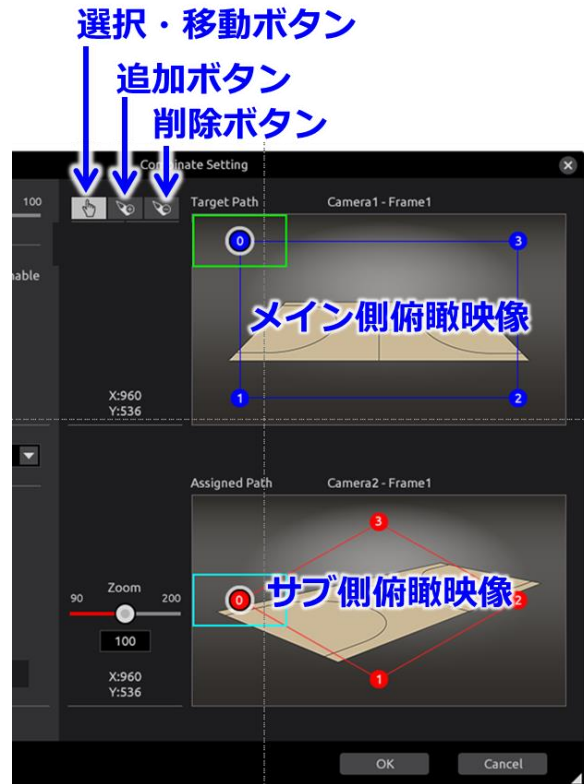 選択・移動ボタン
追加ボタン
削除ボタン
Combinate Setting
100
Target Path
Camera1 - Frame1
0
3
nable
メイン側俯瞰映像
X:960
Y:536
1
2
Assigned Path
Camera2 - Frame1
3
Zoom
90
200
0
サブ側俯瞰映像
2
100
X:960
Y:536
1
OK
Cancel